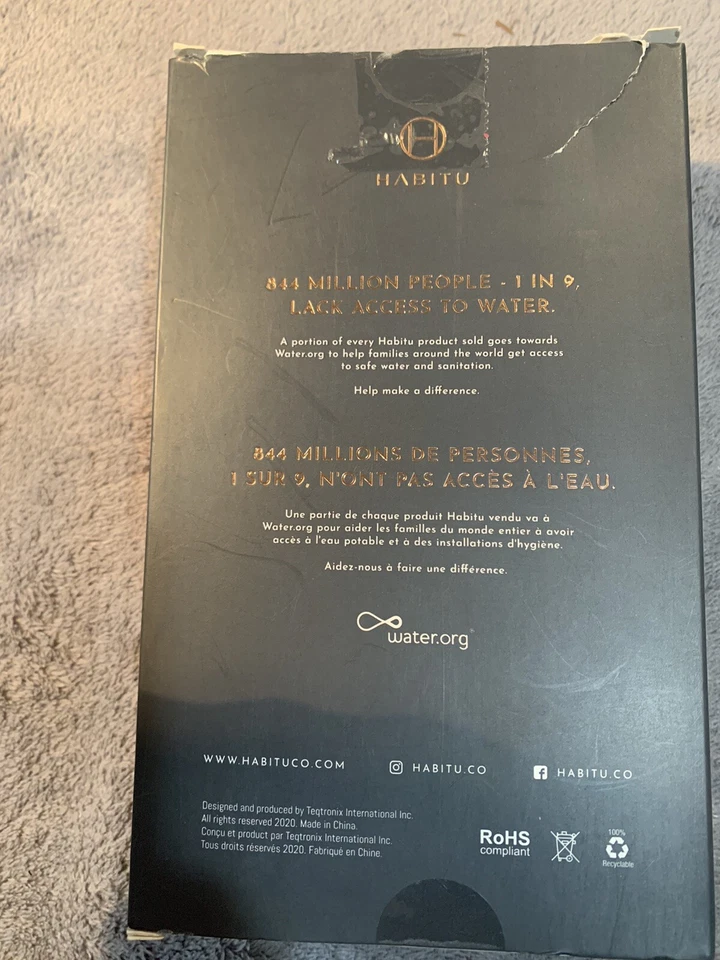 H
HABITU
844 MILLION PEOPLE - 1 IN 9,
LACK ACCESS TO WATER.
A portion of every Habitu product sold goes towards
Water.org to help families around the world get access
to safe water and sanitation.
Help make a difference.
844 MILLIONS DE PERSONNES,
1 SUR 9, N'ONT PAS ACCÈS À L'EAU.
Une partie de chaque produit Habitu vendu va à
Water.org pour aider les familles du monde entier à avoir
accès à l'eau potable et à des installations d'hygiène.
Aidez-nous à faire une différence.
water.org
WWW.HABITUCO.COM
HABITU.CO
HABITU.CO
Designed and produced by Teqtronix International Inc.
All rights reserved 2020. Made in China.
Conçu et product par Teqtronix International Inc.
Tous droits réservés 2020. Fabriqué en Chine.
RoHS
compliant
100%
Recyclable